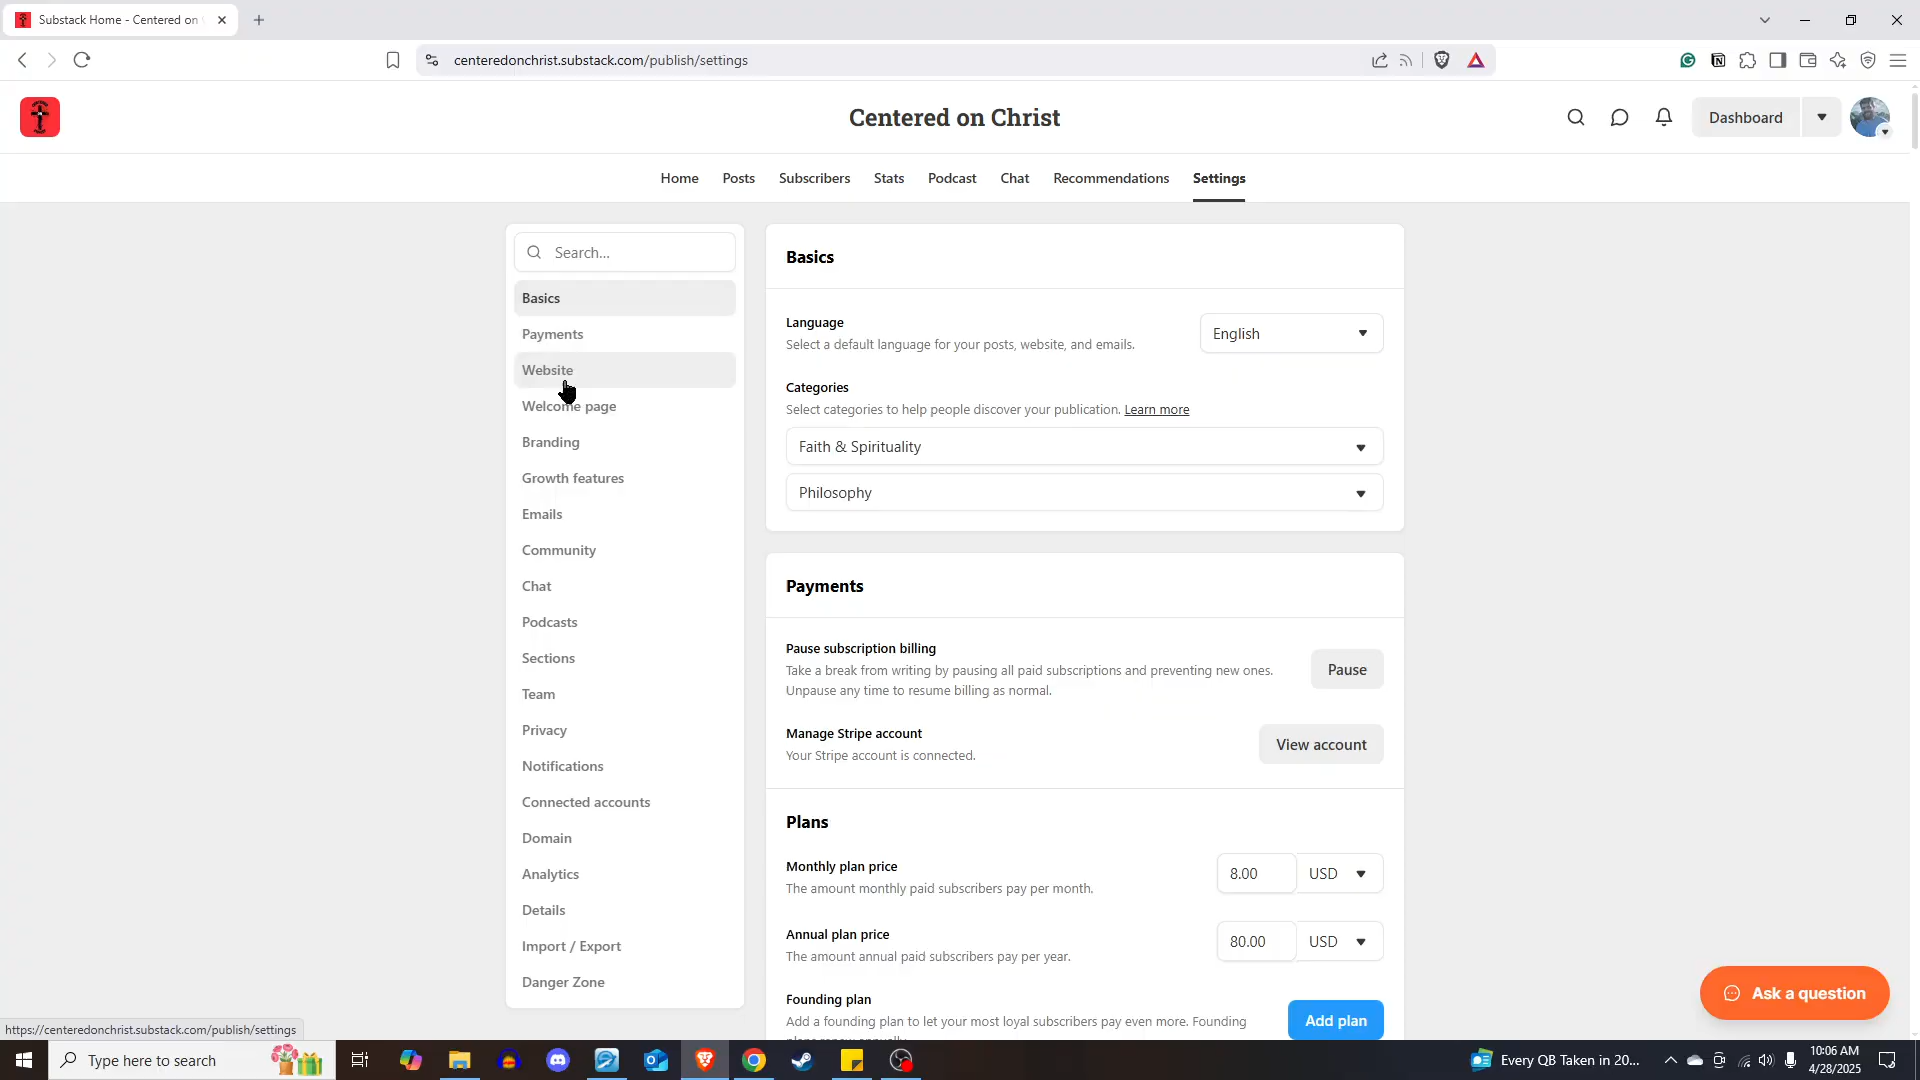 Substack Home - Centered on
centeredonchrist.substack.com/publish/settings
Centered on Christ
Dashboard
Home
Posts
Subscribers
Stats
Podcast
Chat
Recommendations
Settings
Search...
Basics
Payments
Website
Welcome page
Branding
Growth features
Emails
Community
Chat
Podcasts
Sections
Team
Privacy
Notifications
Connected accounts
Domain
Analytics
Details
Import / Export
Danger Zone
Basics
Language
Select a default language for your posts, website, and emails.
English
Categories
Select categories to help people discover your publication. Learn more
Faith & Spirituality
Philosophy
Payments
Pause subscription billing
Take a break from writing by pausing all paid subscriptions and preventing new ones.
Unpause any time to resume billing as normal.
Pause
Manage Stripe account
Your Stripe account is connected.
View account
Plans
Monthly plan price
The amount monthly paid subscribers pay per month.
8.00
USD
Annual plan price
The amount annual paid subscribers pay per year.
80.00
USD
Founding plan
Add a founding plan to let your most loyal subscribers pay even more. Founding
Add plan
Ask a question
https://centeredonchrist.substack.com/publish/settings
Type here to search
Every QB Taken in 20...
10:06 AM
4/28/2025